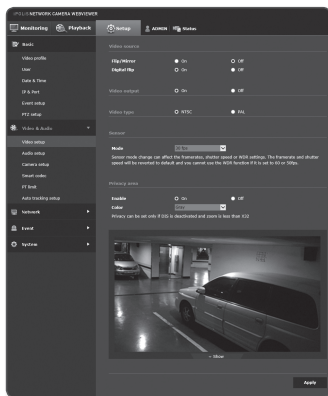 iPOLiS NETWORK CAMERA WEBVIEWER
Monitoring Playback Setup ADMIN Status
Basic
Video profile
User
Date & Time
IP & Port
Event setup
PTZ setup
Video & Audio
Video setup
Audio setup
Camera setup
Smart codec
PT limit
Auto tracking setup
Network
Event
System
Video source
Flip/Mirror On Off
Digital flip On Off
Video output On Off
Video type NTSC PAL
Sensor
Mode 30 fps
Sensor mode change can affect the framerates, shutter speed or WDR settings. The framerate and shutter
speed will be reverted to default and you cannot use the WDR function if it is set to 60 or 50fps.
Privacy area
Enable On Off
Color
Privacy can be set only if DIS is deactivated and zoom is less than X12
Show
Apply